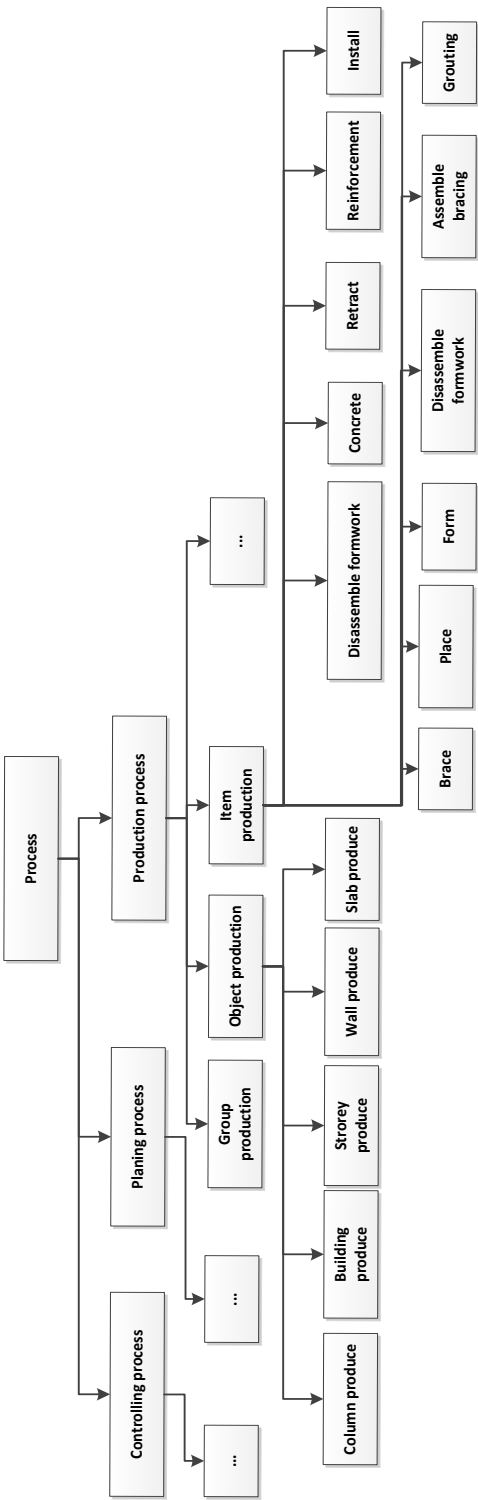 Process
Controlling process
Planing process
Production process
...
...
Group
production
Object production
Item
production
...
Column produce
Building
produce
Strorey
produce
Wall produce
Slab produce
Disassemble formwork
Concrete
Retract
Reinforcement
Install
Brace
Place
Form
Disassemble
formwork
Assemble
bracing
Grouting